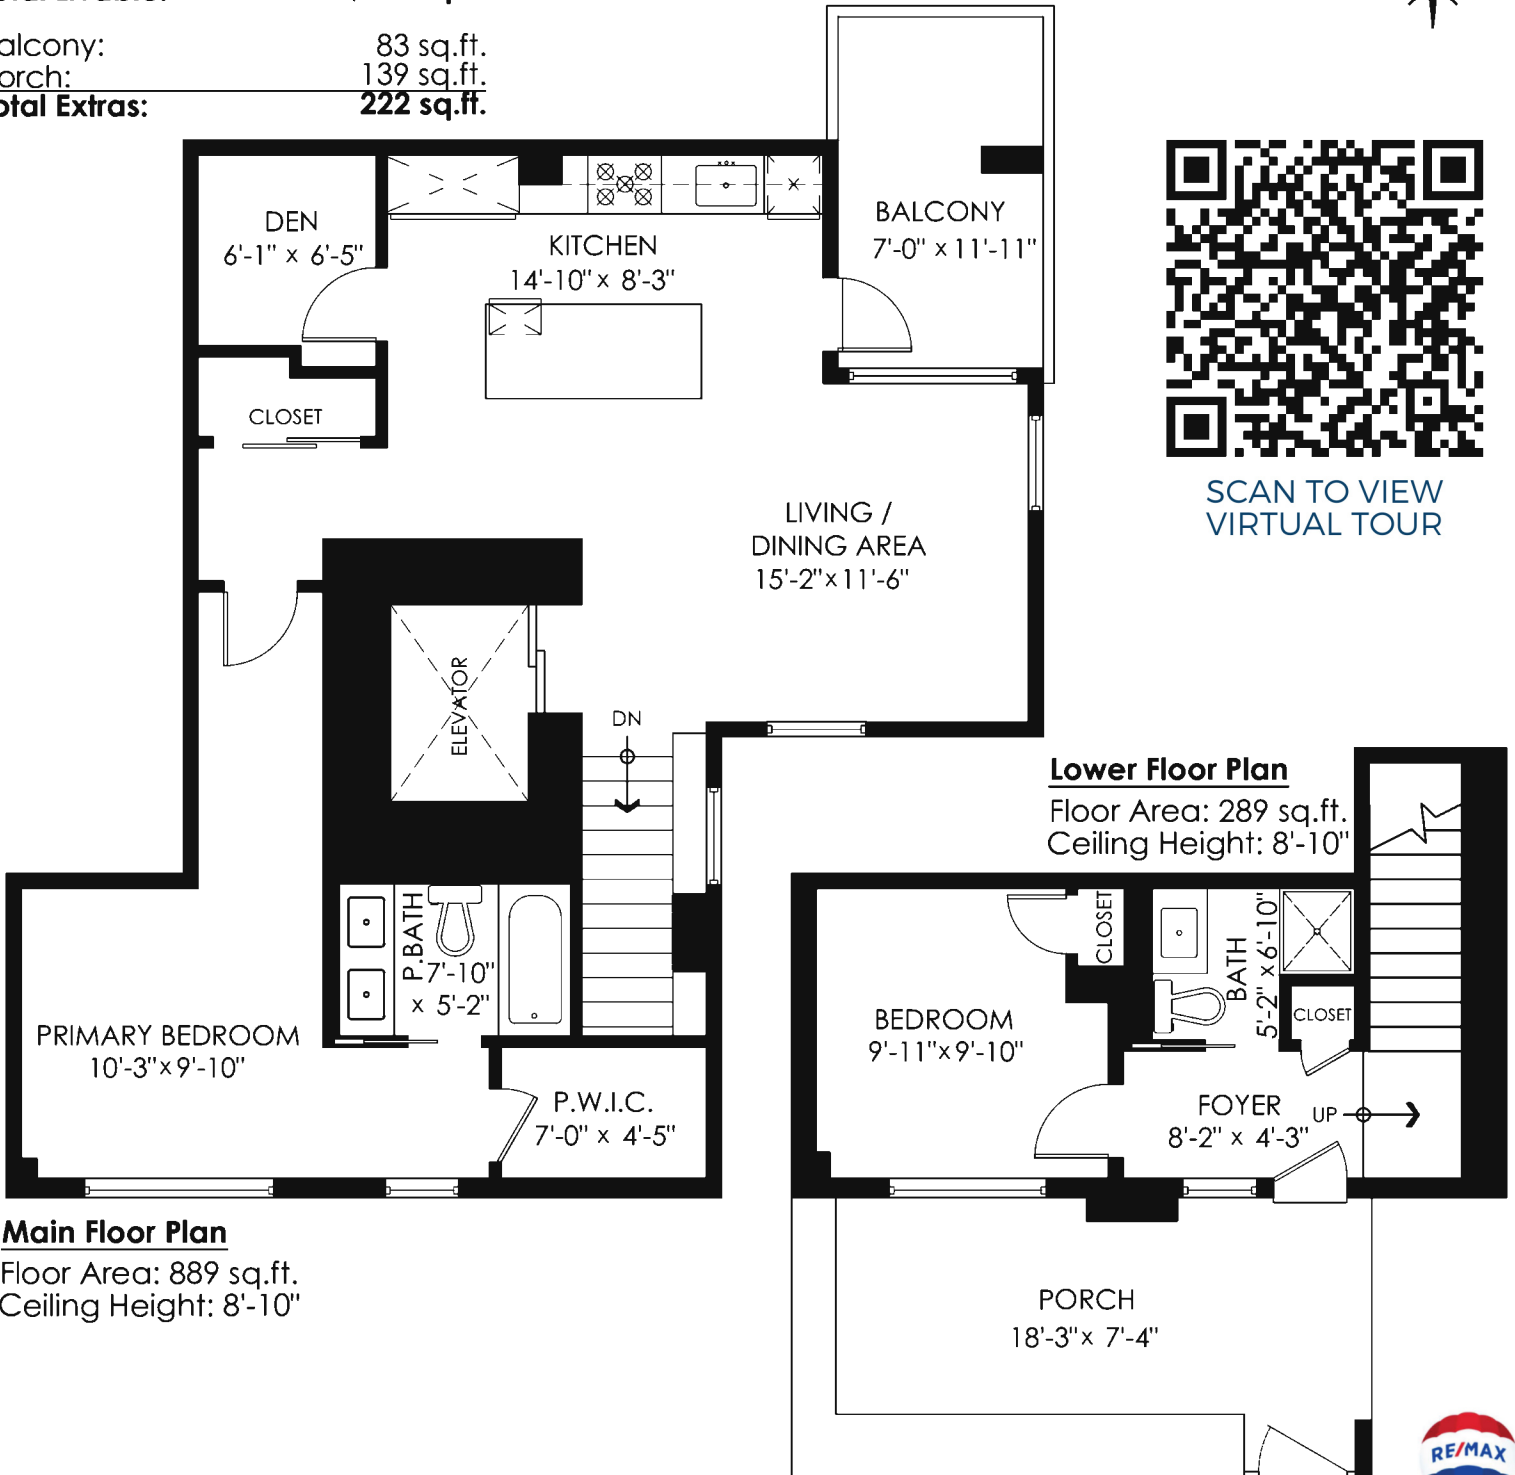 alcony: 83 sq.ft.
orch: 139 sq.ft.
otal Extras: 222 sq.ft.
DEN
6'-1" x 6'-5"
KITCHEN
14'-10" x 8'-3"
BALCONY
7'-0" x 11'-11"
CLOSET
SCAN TO VIEW
VIRTUAL TOUR
LIVING /
DINING AREA
15'-2" x 11'-6"
ELEVATOR
DN
Lower Floor Plan
Floor Area: 289 sq.ft.
Ceiling Height: 8'-10"
P.BATH
7'-10"
x 5'-2"
PRIMARY BEDROOM
10'-3" x 9'-10"
P.W.I.C.
7'-0" x 4'-5"
CLOSET
BATH
5'-2" x 6'-10"
CLOSET
BEDROOM
9'-11" x 9'-10"
FOYER
8'-2" x 4'-3"
UP
Main Floor Plan
Floor Area: 889 sq.ft.
Ceiling Height: 8'-10"
PORCH
18'-3" x 7'-4"
RE/MAX